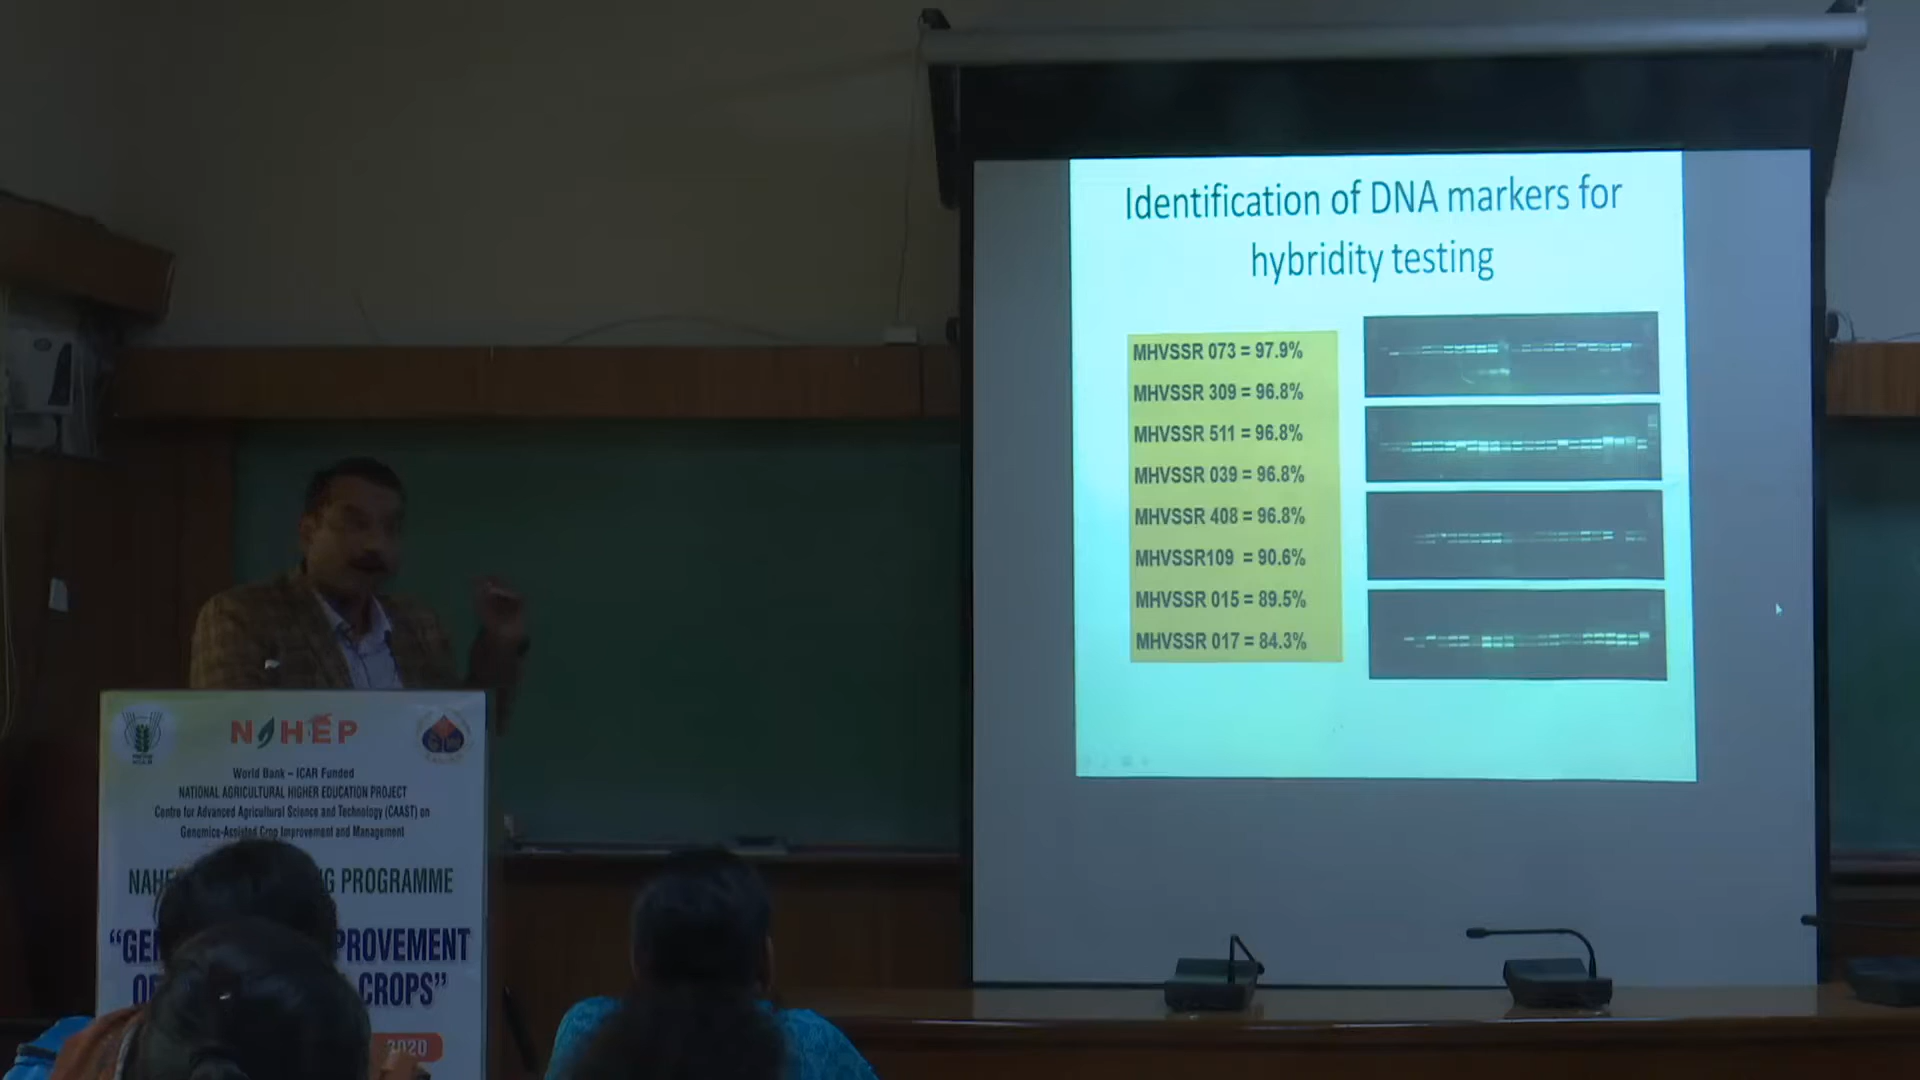 Identification of DNA markers for
hybridity testing
MHVSSR 073 = 97.9%
MHVSSR 309 = 96.8%
MHVSSR 511 = 96.8%
MHVSSR 039 = 96.8%
MHVSSR 408 = 96.8%
MHVSSR109 = 90.6%
MHVSSR 015 = 89.5%
MHVSSR 017 = 84.3%
NAHEP
World Bank – ICAR Funded
NATIONAL AGRICULTURAL HIGHER EDUCATION PROJECT
Centre for Advanced Agricultural Science and Technology (CAAST) on
Genomics-Assisted Crop Improvement and Management
PROGRAMME
CROPS”
2020